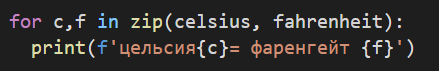 for c,f in zip(celsius, fahrenheit):
  print(f'цельсия{c}= фаренгейт {f}')